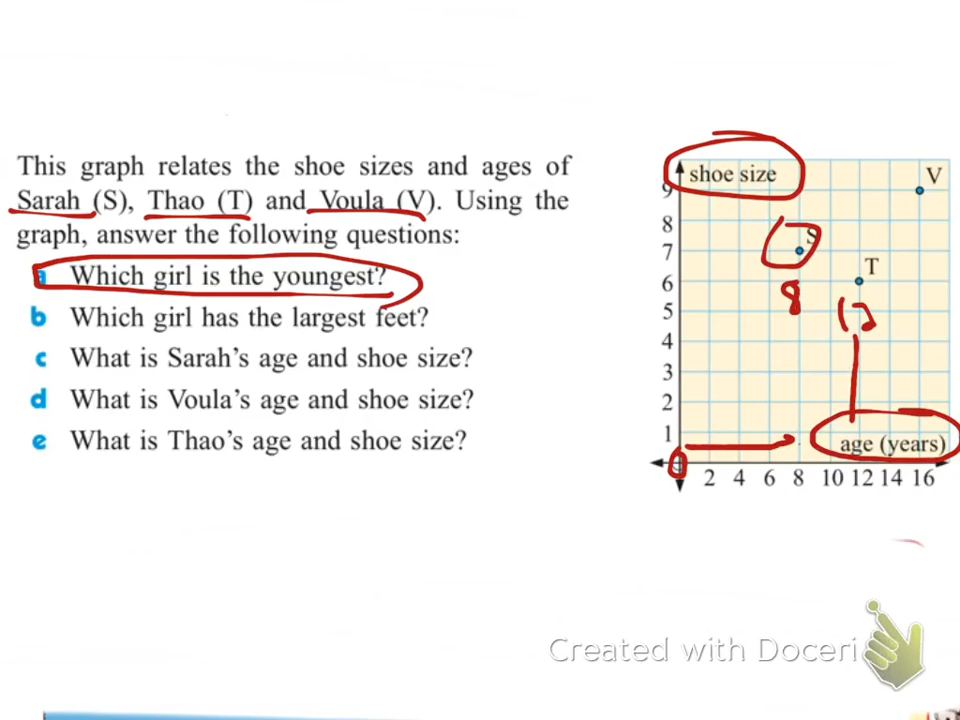 This graph relates the shoe sizes and ages of
Sarah (S), Thao (T) and Voula (V). Using the
graph, answer the following questions:
a Which girl is the youngest?
b Which girl has the largest feet?
c What is Sarah's age and shoe size?
d What is Voula's age and shoe size?
e What is Thao's age and shoe size?
shoe size
V
9
8
S
7
T
6
8
5
12
4
3
2
1
age (years)
0
2 4 6 8 10 12 14 16
Created with Doceri